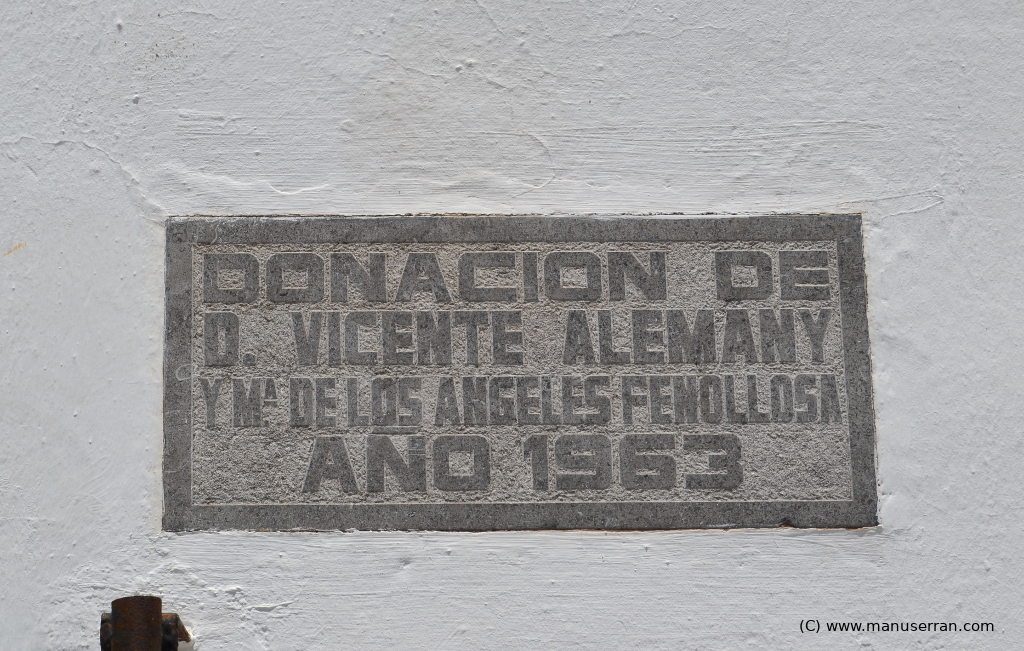 DONACION DE
D. VICENTE ALEMANY
Y Mª DE LOS ANGELES FENOLLOSA
AÑO 1963
(C) www.manuserran.com